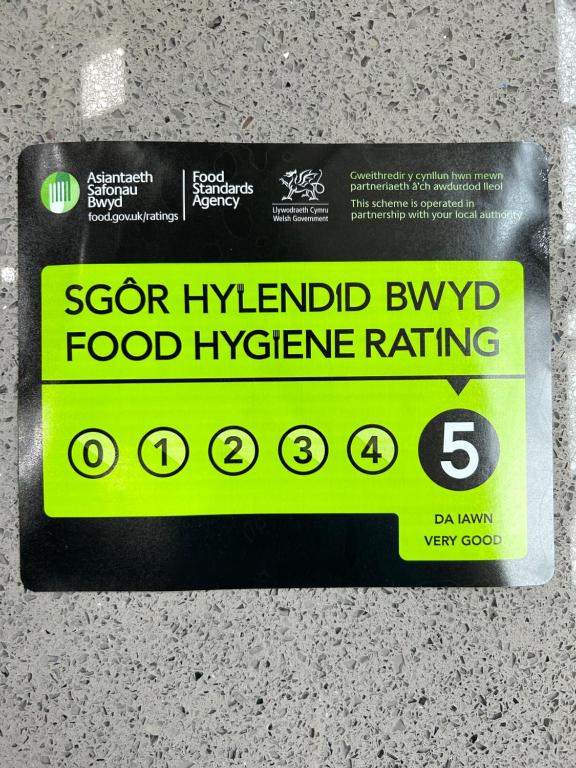 Asiantaeth
Safonau
Bwyd
food.gov.uk/ratings
Food
Standards
Agency
Llywodraeth Cymru
Welsh Government
Gweithredir y cynllun hwn mewn
partneriaeth â'ch awdurdod lleol
This scheme is operated in
partnership with your local authority
SGÔR HYLENDID BWYD
FOOD HYGIENE RATING
0 1 2 3 4 5
DA IAWN
VERY GOOD